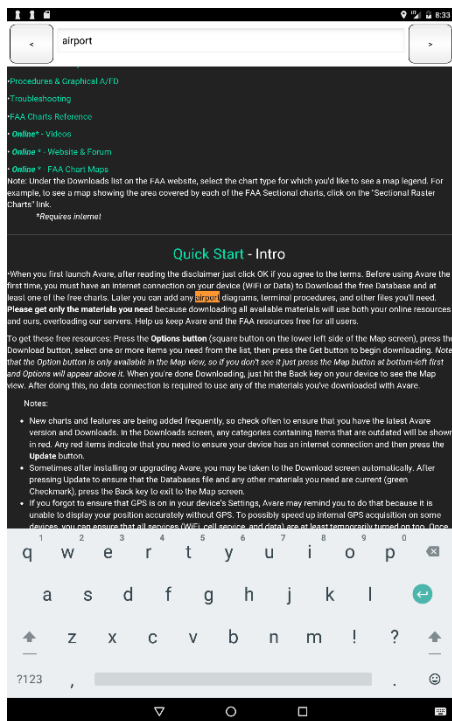 8:33
<
airport
>
•Procedures & Graphical A/FD
•Troubleshooting
•FAA Charts Reference
• Online* - Videos
• Online * - Website & Forum
• Online * - FAA Chart Maps
Note: Under the Downloads list on the FAA website, select the chart type for which you'd like to see a map legend. For
example, to see a map showing the area covered by each of the FAA Sectional charts, click on the "Sectional Raster
Charts" link.
*Requires internet
Quick Start - Intro
•When you first launch Avare, after reading the disclaimer just click OK if you agree to the terms. Before using Avare the
first time, you must have an internet connection on your device (WiFi or Data) to Download the free Database and at
least one of the free charts. Later you can add any airport diagrams, terminal procedures, and other files you'll need.
Please get only the materials you need because downloading all available materials will use both your online resources
and ours, overloading our servers. Help us keep Avare and the FAA resources free for all users.
To get these free resources: Press the Options button (square button on the lower left side of the Map screen), press the
Download button, select one or more items you need from the list, then press the Get button to begin downloading. Note
that the Option button is only available in the Map view, so if you don't see it just press the Map button at bottom-left first
and Options will appear above it. When you're done Downloading, just hit the Back key on your device to see the Map
view. After doing this, no data connection is required to use any of the materials you've downloaded with Avare.
Notes:
• New charts and features are being added frequently, so check often to ensure that you have the latest Avare
version and Downloads. In the Downloads screen, any categories containing items that are outdated will be shown
in red. Any red items indicate that you need to ensure your device has an internet connection and then press the
Update button.
• Sometimes after installing or upgrading Avare, you may be taken to the Download screen automatically. After
pressing Update to ensure that the Databases file and any other materials you need are current (green
Checkmark), press the Back key to exit to the Map screen.
• If you forgot to ensure that GPS is on in your device's Settings, Avare may remind you to do that because it is
unable to display your position accurately without GPS. To possibly speed up internal GPS acquisition on some
devices, you can ensure that all services (WiFi, cell service, and data) are at least temporarily turned on too. Once
1 2 3 4 5 6 7 8 9 0
q w e r t y u i o p
a s d f g h j k l
z x c v b n m ! ?
?123 , .